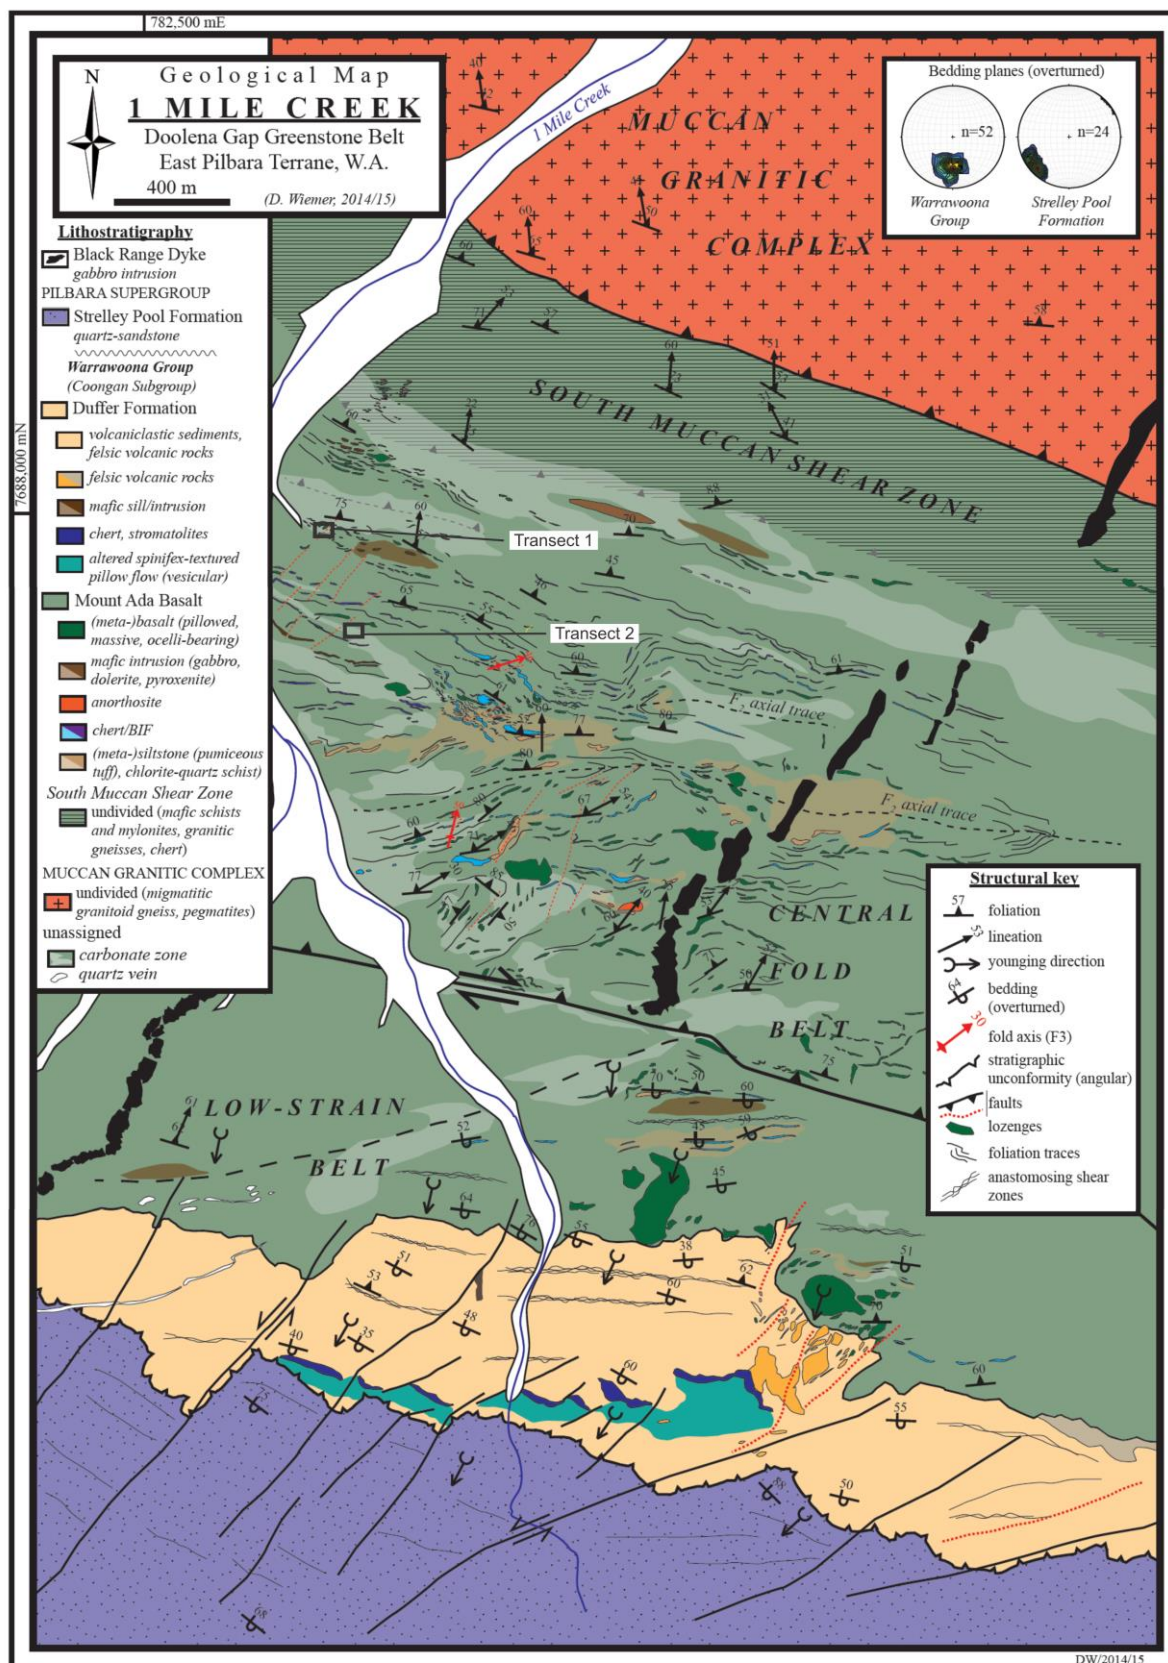 782,500 mE
7688,000 mN
N
Geological Map
1 MILE CREEK
Doolena Gap Greenstone Belt
East Pilbara Terrane, W.A.
400 m
(D. Wiemer, 2014/15)
Lithostratigraphy
Black Range Dyke
gabbro intrusion
PILBARA SUPERGROUP
Strelley Pool Formation
quartz-sandstone
Warrawoona Group
(Coongan Subgroup)
Duffer Formation
volcaniclastic sediments,
felsic volcanic rocks
felsic volcanic rocks
mafic sill/intrusion
chert, stromatolites
altered spinifex-textured
pillow flow (vesicular)
Mount Ada Basalt
(meta-)basalt (pillowed,
massive, ocelli-bearing)
mafic intrusion (gabbro,
dolerite, pyroxenite)
anorthosite
chert/BIF
(meta-)siltstone (pumiceous
tuff), chlorite-quartz schist)
South Muccan Shear Zone
undivided (mafic schists
and mylonites, granitic
gneisses, chert)
MUCCAN GRANITIC COMPLEX
undivided (migmatitic
granitoid gneiss, pegmatites)
unassigned
carbonate zone
quartz vein
Bedding planes (overturned)
n=52
n=24
Warrawoona
Group
Strelley Pool
Formation
1 Mile Creek
MUCCAN
GRANITIC
COMPLEX
SOUTH MUCCAN SHEAR ZONE
Transect 1
Transect 2
F2 axial trace
F2 axial trace
CENTRAL
FOLD
BELT
LOW-STRAIN
BELT
Structural key
57
foliation
53
lineation
younging direction
64
bedding
(overturned)
30
fold axis (F3)
stratigraphic
unconformity (angular)
faults
lozenges
foliation traces
anastomosing shear
zones
DW/2014/15